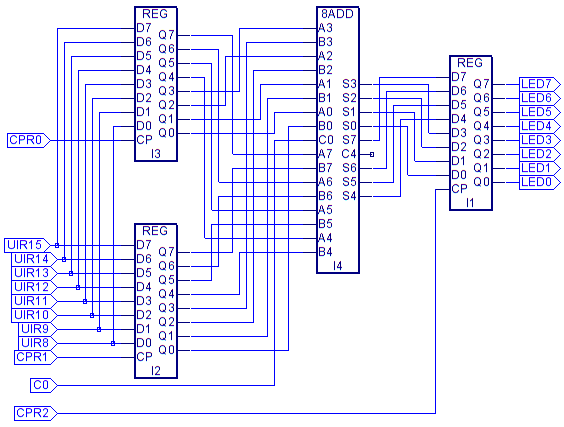 REG
D7
D6
D5
D4
D3
D2
D1
D0
CP
Q7
Q6
Q5
Q4
Q3
Q2
Q1
Q0
I3
CPR0
8ADD
A3
B3
A2
B2
A1
B1
A0
B0
C0
A7
B7
A6
B6
A5
B5
A4
B4
S3
S2
S1
S0
S7
C4
S6
S5
S4
I4
REG
D7
D6
D5
D4
D3
D2
D1
D0
CP
Q7
Q6
Q5
Q4
Q3
Q2
Q1
Q0
I1
LED7
LED6
LED5
LED4
LED3
LED2
LED1
LED0
UIR15
UIR14
UIR13
UIR12
UIR11
UIR10
UIR9
UIR8
CPR1
REG
D7
D6
D5
D4
D3
D2
D1
D0
CP
Q7
Q6
Q5
Q4
Q3
Q2
Q1
Q0
I2
C0
CPR2